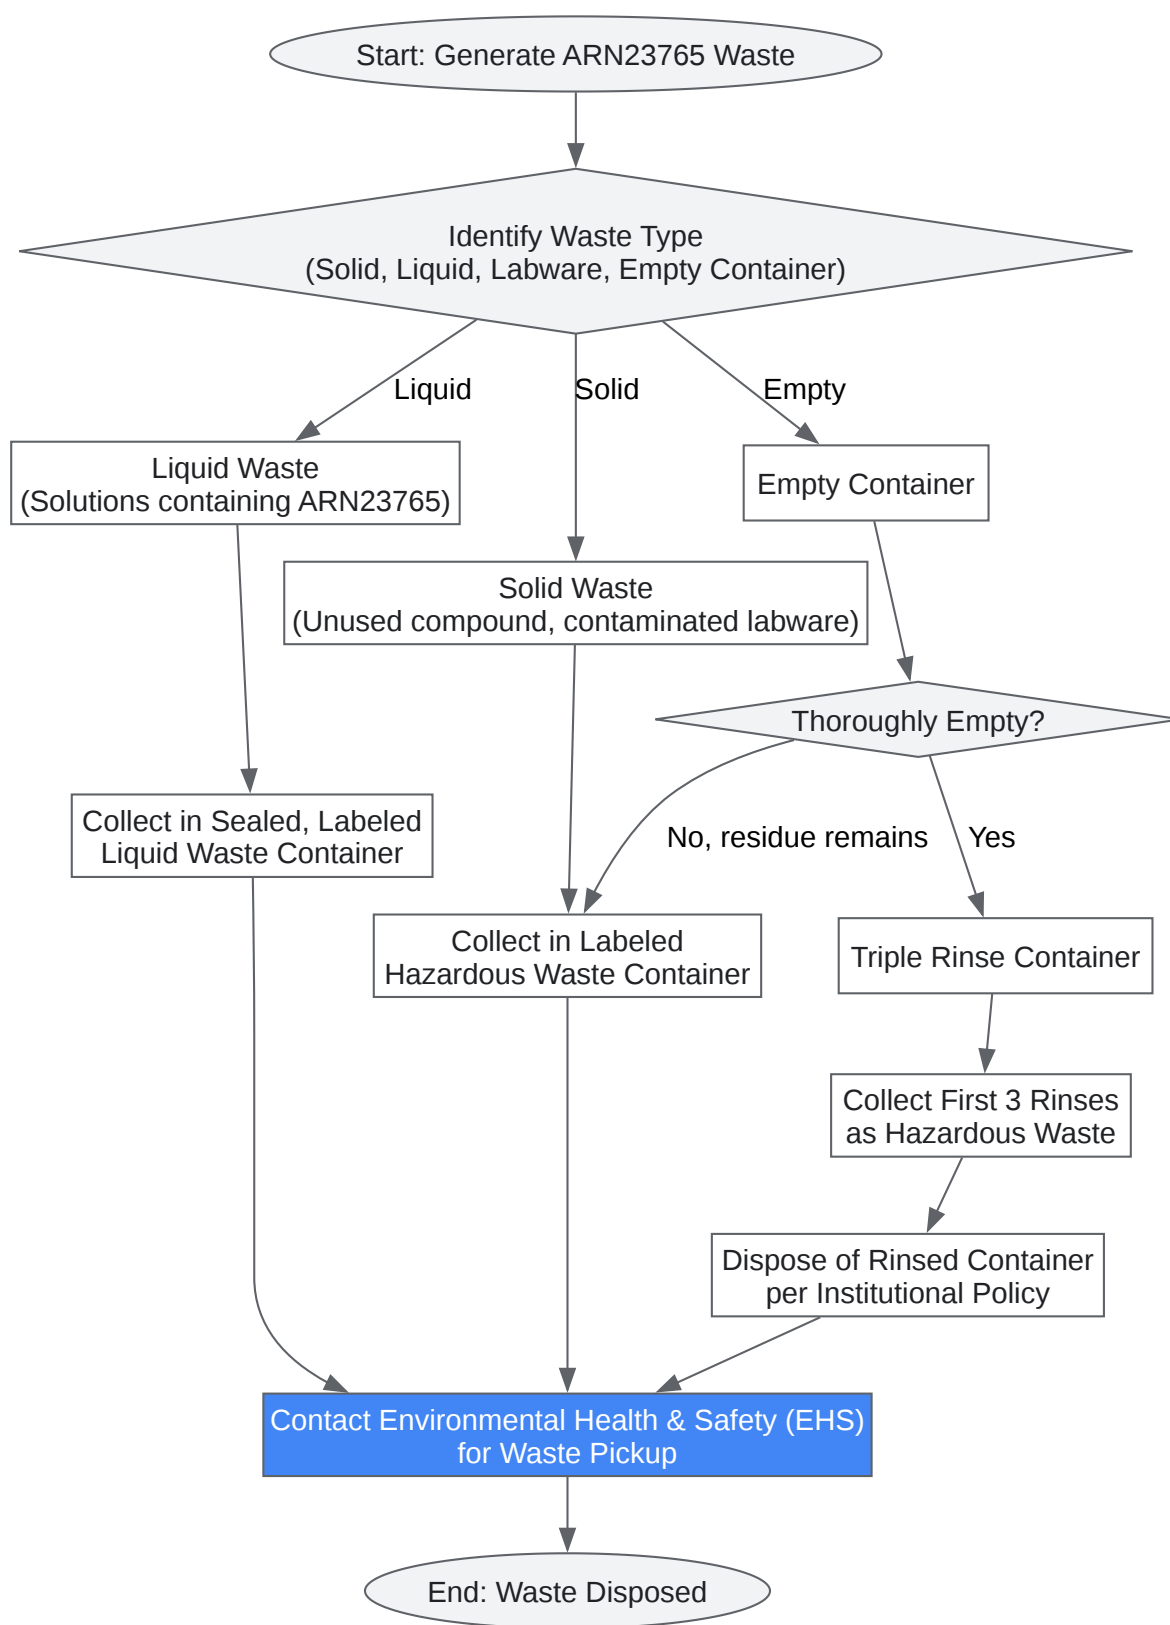 Start: Generate ARN23765 Waste
Identify Waste Type
(Solid, Liquid, Labware, Empty Container)
Liquid
Solid
Empty
Liquid Waste
(Solutions containing ARN23765)
Empty Container
Solid Waste
(Unused compound, contaminated labware)
Thoroughly Empty?
No, residue remains
Yes
Collect in Sealed, Labeled
Liquid Waste Container
Collect in Labeled
Hazardous Waste Container
Triple Rinse Container
Collect First 3 Rinses
as Hazardous Waste
Dispose of Rinsed Container
per Institutional Policy
Contact Environmental Health & Safety (EHS)
for Waste Pickup
End: Waste Disposed